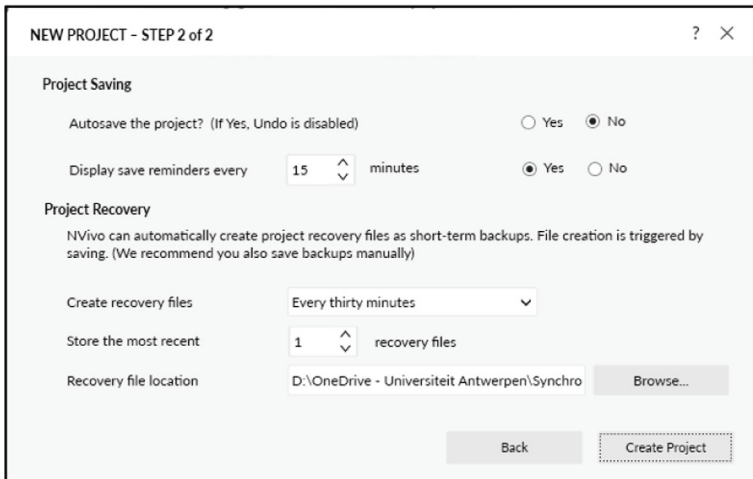 NEW PROJECT – STEP 2 of 2
?
Project Saving
Autosave the project? (If Yes, Undo is disabled) Yes No
Display save reminders every 15 minutes Yes No
Project Recovery
NVivo can automatically create project recovery files as short-term backups. File creation is triggered by
saving. (We recommend you also save backups manually)
Create recovery files Every thirty minutes
Store the most recent 1 recovery files
Recovery file location D:\OneDrive - Universiteit Antwerpen\Synchro Browse...
Back Create Project